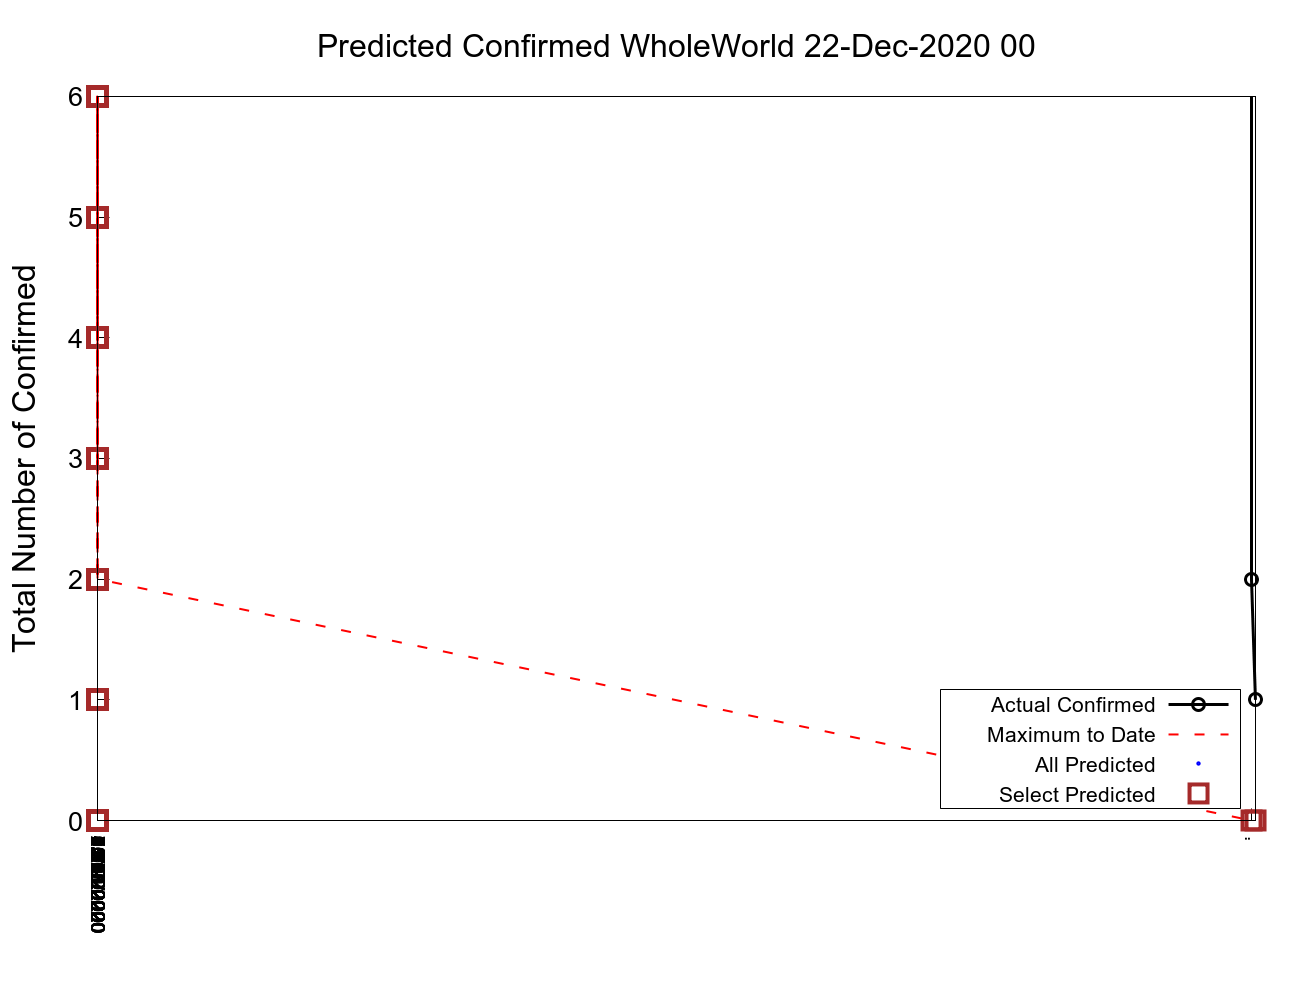 Predicted Confirmed WholeWorld 22-Dec-2020 00
Total Number of Confirmed
6
5
4
3
2
1
0
Actual Confirmed
Maximum to Date
All Predicted
Select Predicted